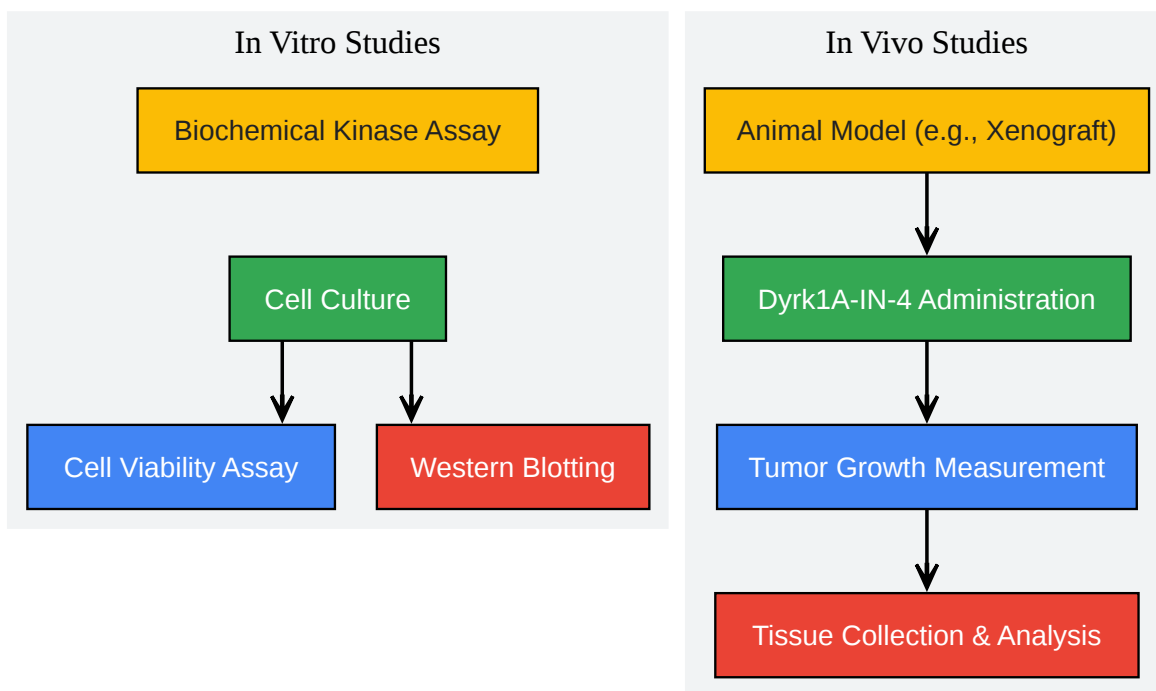 In Vitro Studies
Biochemical Kinase Assay
Cell Culture
Cell Viability Assay
Western Blotting
In Vivo Studies
Animal Model (e.g., Xenograft)
Dyrk1A-IN-4 Administration
Tumor Growth Measurement
Tissue Collection & Analysis